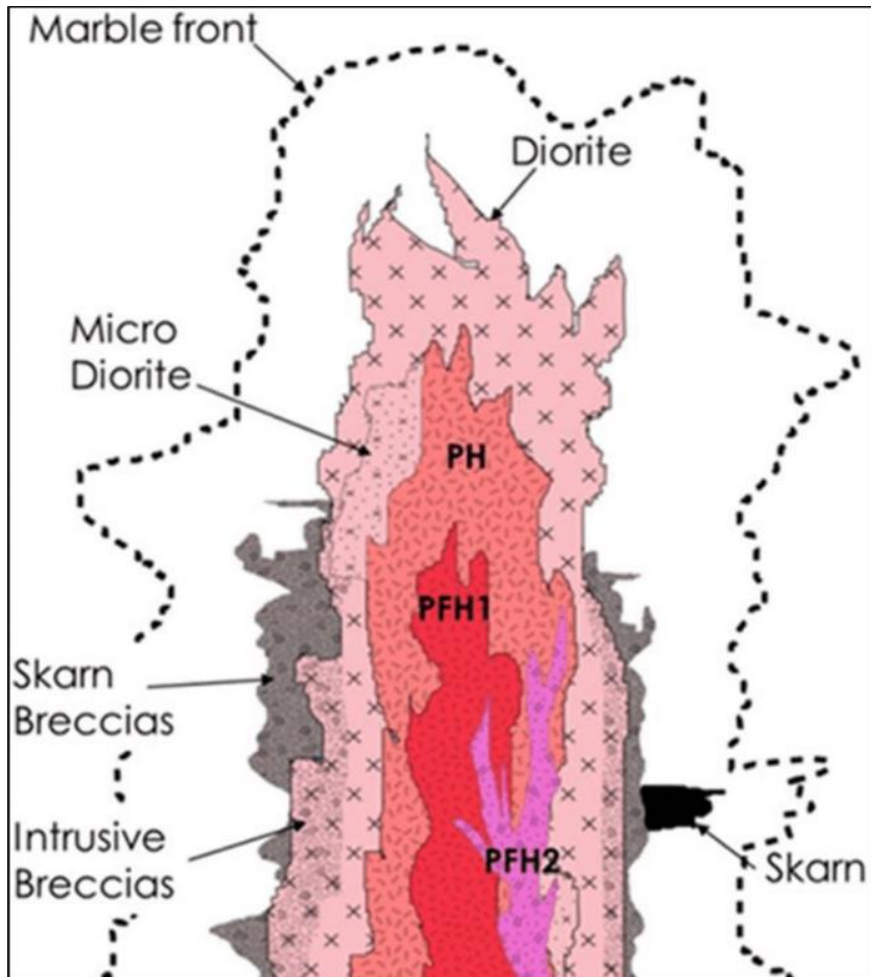 Marble front
Diorite
Micro
Diorite
PH
PFH1
Skarn
Breccias
Intrusive
Breccias
PFH2
Skarn